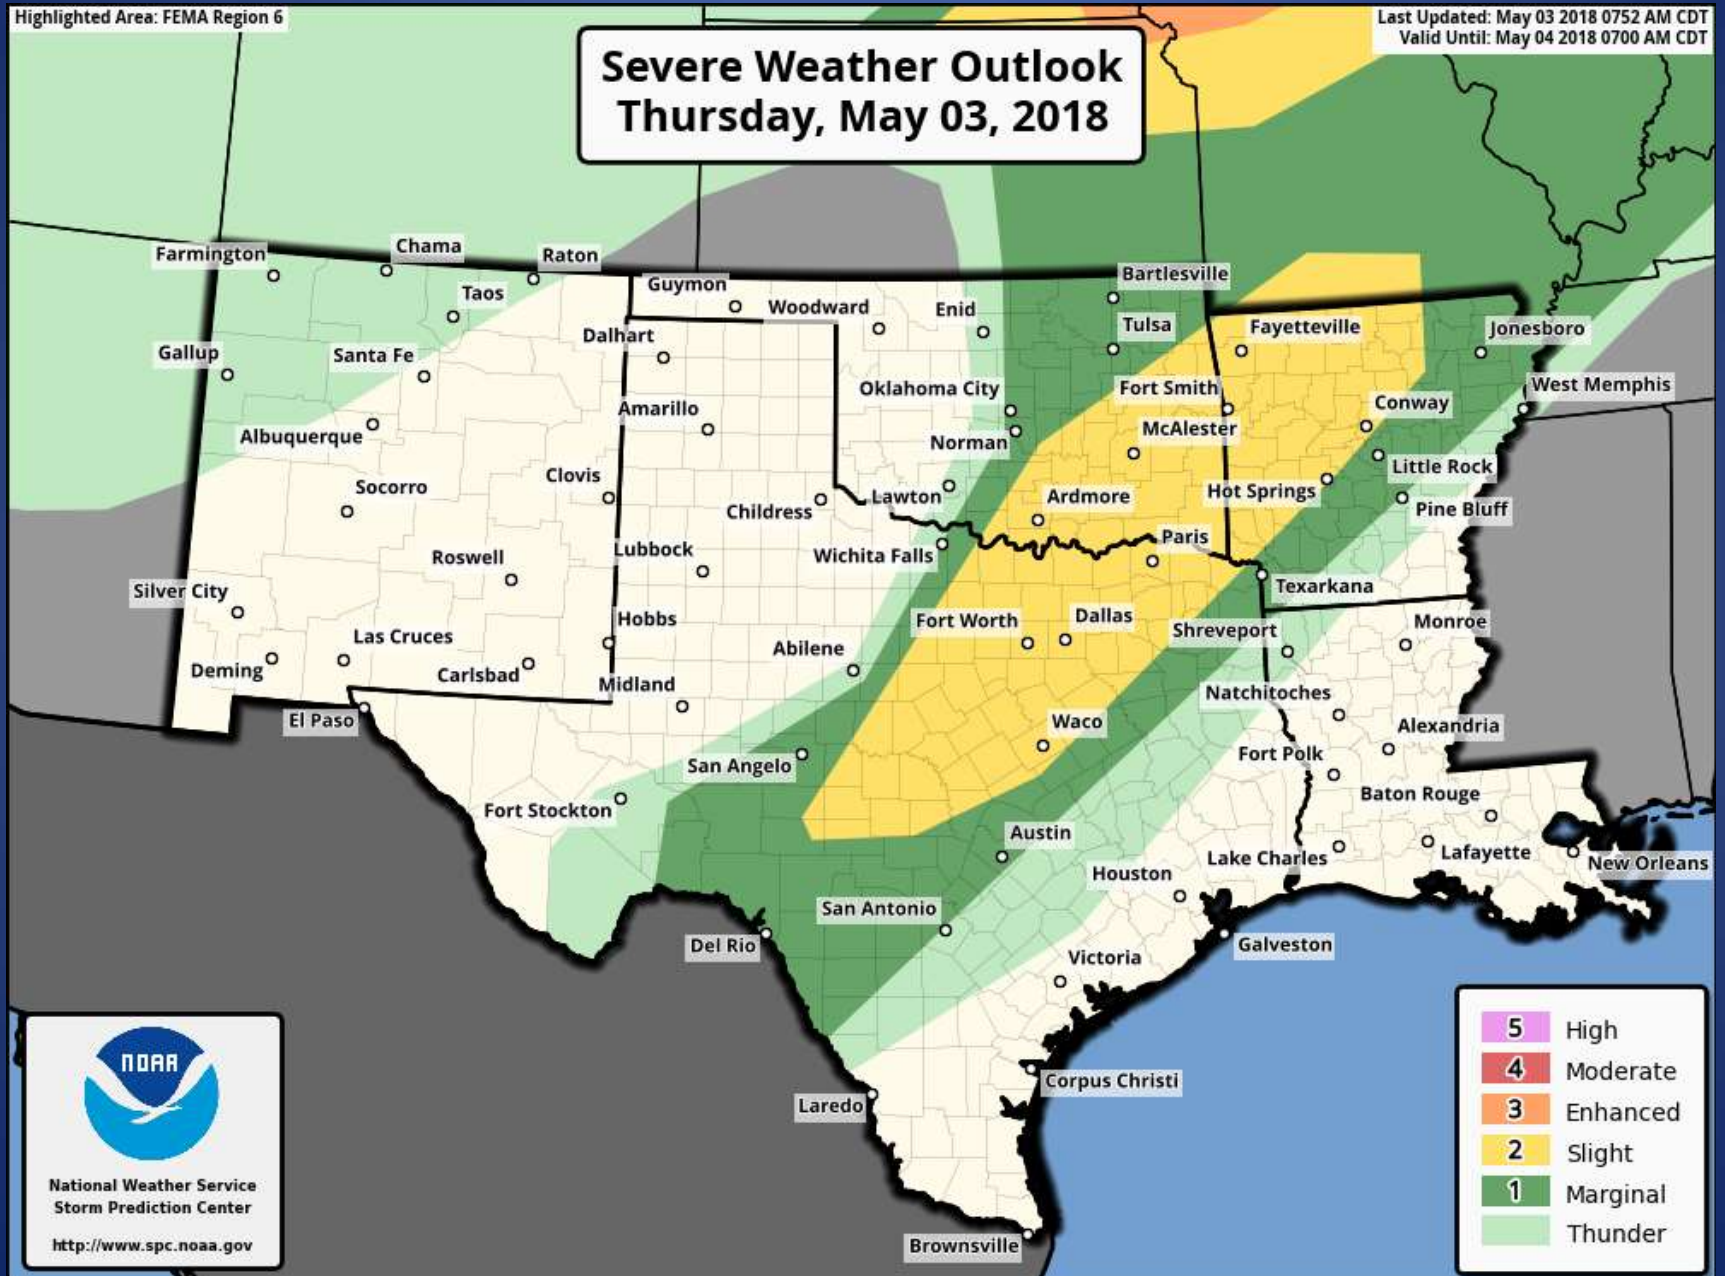 Highlighted Area: FEMA Region 6
Last Updated: May 03 2018 0752 AM CDT
Valid Until: May 04 2018 0700 AM CDT
Severe Weather Outlook
Thursday, May 03, 2018
Farmington
Chama
Raton
Taos
Guymon
Woodward
Enid
Bartlesville
Tulsa
Fayetteville
Jonesboro
Dalhart
Gallup
Santa Fe
Oklahoma City
Fort Smith
West Memphis
Conway
Amarillo
Albuquerque
Norman
McAlester
Little Rock
Clovis
Socorro
Childress
Lawton
Ardmore
Hot Springs
Pine Bluff
Roswell
Lubbock
Wichita Falls
Paris
Texarkana
Silver City
Hobbs
Fort Worth
Dallas
Shreveport
Monroe
Las Cruces
Abilene
Deming
Carlsbad
Midland
Natchitoches
El Paso
Waco
Alexandria
San Angelo
Fort Polk
Fort Stockton
Baton Rouge
Austin
Lake Charles
Lafayette
New Orleans
Houston
San Antonio
Del Rio
Galveston
Victoria
Corpus Christi
Laredo
Brownsville
NOAA
National Weather Service
Storm Prediction Center
http://www.spc.noaa.gov
5 High
4 Moderate
3 Enhanced
2 Slight
1 Marginal
Thunder